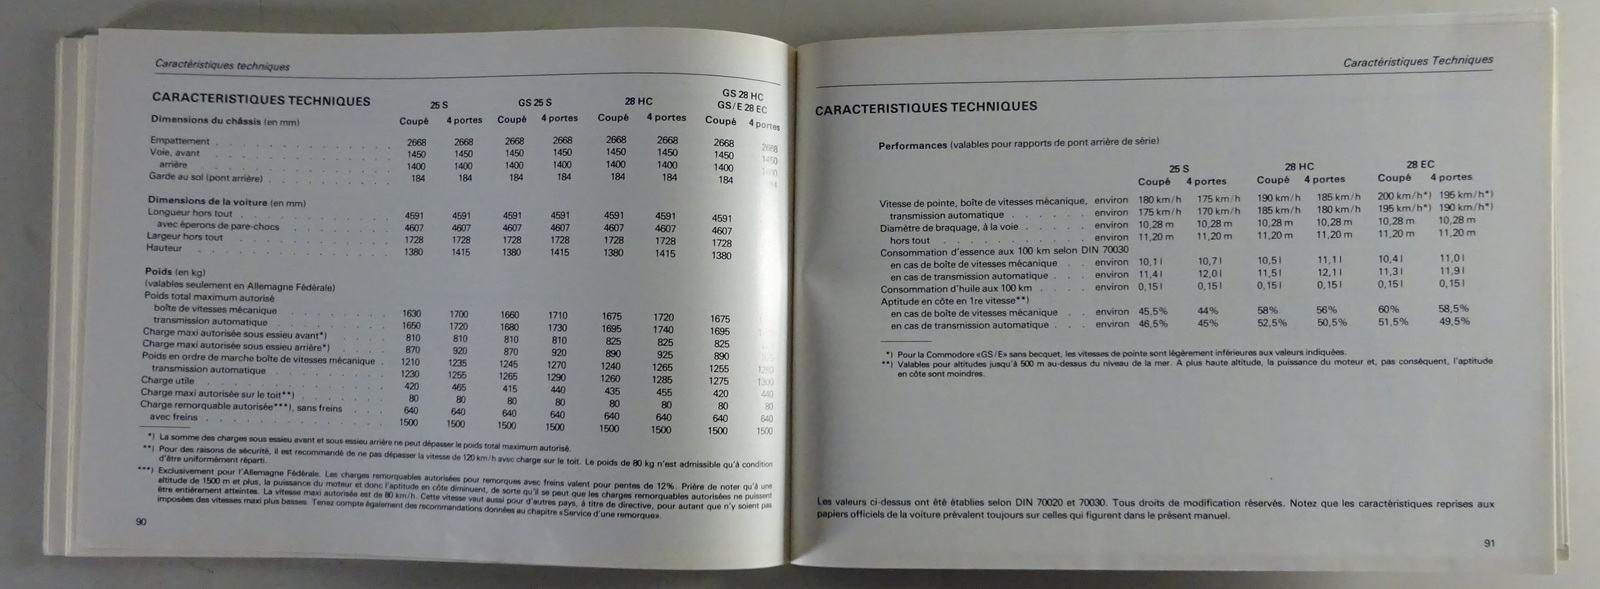 Caractéristiques techniques
CARACTERISTIQUES TECHNIQUES 25 S GS 25 S 28 HC GS 28 HC
GS/E 28 EC
Dimensions du châssis (en mm) Coupé 4 portes Coupé 4 portes Coupé 4 portes Coupé 4 portes
Empattement 2668 2668 2668 2668 2668 2668 2668 2668
Voie, avant 1450 1450 1450 1450 1450 1450 1450 1450
arrière 1400 1400 1400 1400 1400 1400 1400
Garde au sol (pont arrière) 184 184 184 184 184 184 184
Dimensions de la voiture (en mm)
Longueur hors tout 4591 4591 4591 4591 4591 4591 4591
avec éperons de pare-chocs 4607 4607 4607 4607 4607 4607 4607
Largeur hors tout 1728 1728 1728 1728 1728 1728 1728
Hauteur 1380 1415 1380 1415 1380 1415 1380
Poids (en kg)
(valables seulement en Allemagne Fédérale)
Poids total maximum autorisé
boîte de vitesses mécanique 1630 1700 1660 1710 1675 1720 1675
transmission automatique 1650 1720 1680 1730 1695 1740 1695
Charge maxi autorisée sous essieu avant*) 810 810 810 810 825 825 825
Charge maxi autorisée sous essieu arrière*) 870 920 870 920 890 925 890
Poids en ordre de marche boîte de vitesses mécanique 1210 1235 1245 1270 1240 1265 1255
transmission automatique 1230 1255 1265 1290 1260 1285 1275 1300
Charge utile 420 465 415 440 435 455 420 440
Charge maxi autorisée sur le toit**) 80 80 80 80 80 80 80 80
Charge remorquable autorisée***), sans freins 640 640 640 640 640 640 640 640
avec freins 1500 1500 1500 1500 1500 1500 1500 1500
*) La somme des charges sous essieu avant et sous essieu arrière ne peut dépasser le poids total maximum autorisé.
**) Pour des raisons de sécurité, il est recommandé de ne pas dépasser la vitesse de 120 km/h avec charge sur le toit. Le poids de 80 kg n'est admissible qu'à condition
d'être uniformément réparti.
***) Exclusivement pour l'Allemagne Fédérale. Les charges remorquables autorisées pour remorques avec freins valent pour pentes de 12%. Prière de noter qu'à une
altitude de 1500 m et plus, la puissance du moteur et donc l'aptitude en côte diminuent, de sorte qu'il se peut que les charges remorquables autorisées ne puissent
être entièrement atteintes. La vitesse maxi autorisée est de 80 km/h. Cette vitesse vaut aussi pour d'autres pays, à titre de directive, pour autant que n'y soient pas
imposées des vitesses maxi plus basses. Tenez compte également des recommandations données au chapitre «Service d'une remorque».
90
Caractéristiques Techniques
CARACTERISTIQUES TECHNIQUES
Performances (valables pour rapports de pont arrière de série)
25 S 28 HC 28 EC
Coupé 4 portes Coupé 4 portes Coupé 4 portes
Vitesse de pointe, boîte de vitesses mécanique, environ 180 km/h 175 km/h 190 km/h 185 km/h 200 km/h*) 195 km/h*)
transmission automatique environ 175 km/h 170 km/h 185 km/h 180 km/h 195 km/h*) 190 km/h*)
Diamètre de braquage, à la voie environ 10,28 m 10,28 m 10,28 m 10,28 m 10,28 m 10,28 m
hors tout environ 11,20 m 11,20 m 11,20 m 11,20 m 11,20 m 11,20 m
Consommation d'essence aux 100 km selon DIN 70030
en cas de boîte de vitesses mécanique environ 10,1 l 10,7 l 10,5 l 11,1 l 10,4 l 11,0 l
en cas de transmission automatique environ 11,4 l 12,0 l 11,5 l 12,1 l 11,3 l 11,9 l
Consommation d'huile aux 100 km environ 0,15 l 0,15 l 0,15 l 0,15 l 0,15 l 0,15 l
Aptitude en côte en 1re vitesse**)
en cas de boîte de vitesses mécanique environ 45,5% 44% 58% 56% 60% 58,5%
en cas de transmission automatique environ 46,5% 45% 52,5% 50,5% 51,5% 49,5%
*) Pour la Commodore «GS/E» sans becquet, les vitesses de pointe sont légèrement inférieures aux valeurs indiquées.
**) Valables pour altitudes jusqu'à 500 m au-dessus du niveau de la mer. A plus haute altitude, la puissance du moteur et, pas conséquent, l'aptitude
en côte sont moindres.
Les valeurs ci-dessus ont été établies selon DIN 70020 et 70030. Tous droits de modification réservés. Notez que les caractéristiques reprises aux
papiers officiels de la voiture prévalent toujours sur celles qui figurent dans le présent manuel.
91